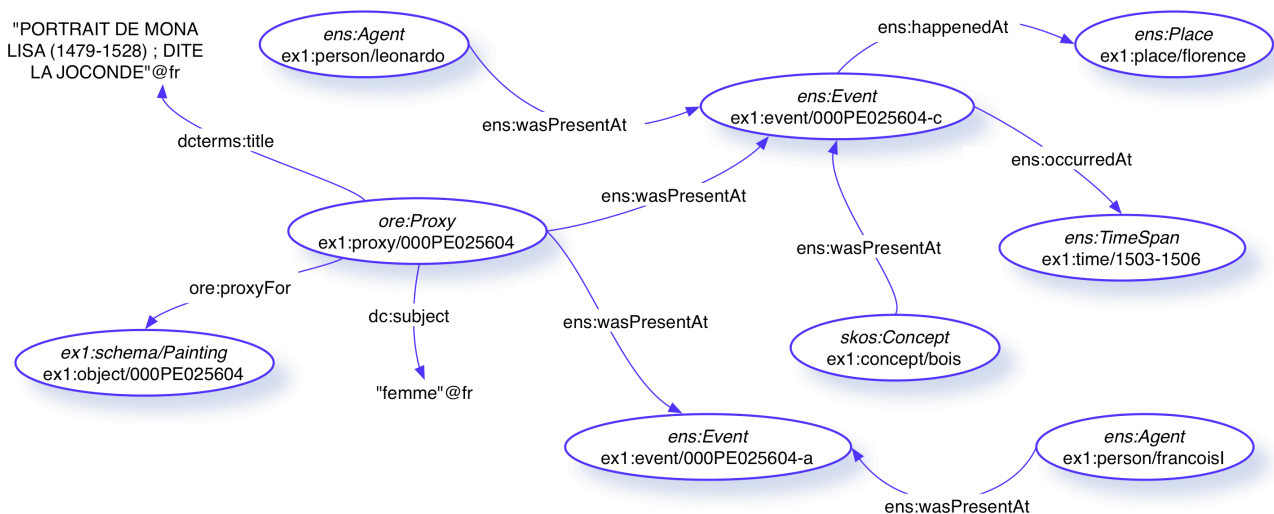 "PORTRAIT DE MONA
LISA (1479-1528) ; DITE
LA JOCONDE"@fr
ens:Agent
ex1:person/leonardo
ens:happenedAt
ens:Place
ex1:place/florence
ens:Event
ex1:event/000PE025604-c
ens:wasPresentAt
dcterms:title
ens:occurredAt
ens:wasPresentAt
ore:Proxy
ex1:proxy/000PE025604
ens:wasPresentAt
ens:TimeSpan
ex1:time/1503-1506
ore:proxyFor
dc:subject
ens:wasPresentAt
skos:Concept
ex1:concept/bois
ex1:schema/Painting
ex1:object/000PE025604
"femme"@fr
ens:Event
ex1:event/000PE025604-a
ens:Agent
ex1:person/francoisI
ens:wasPresentAt